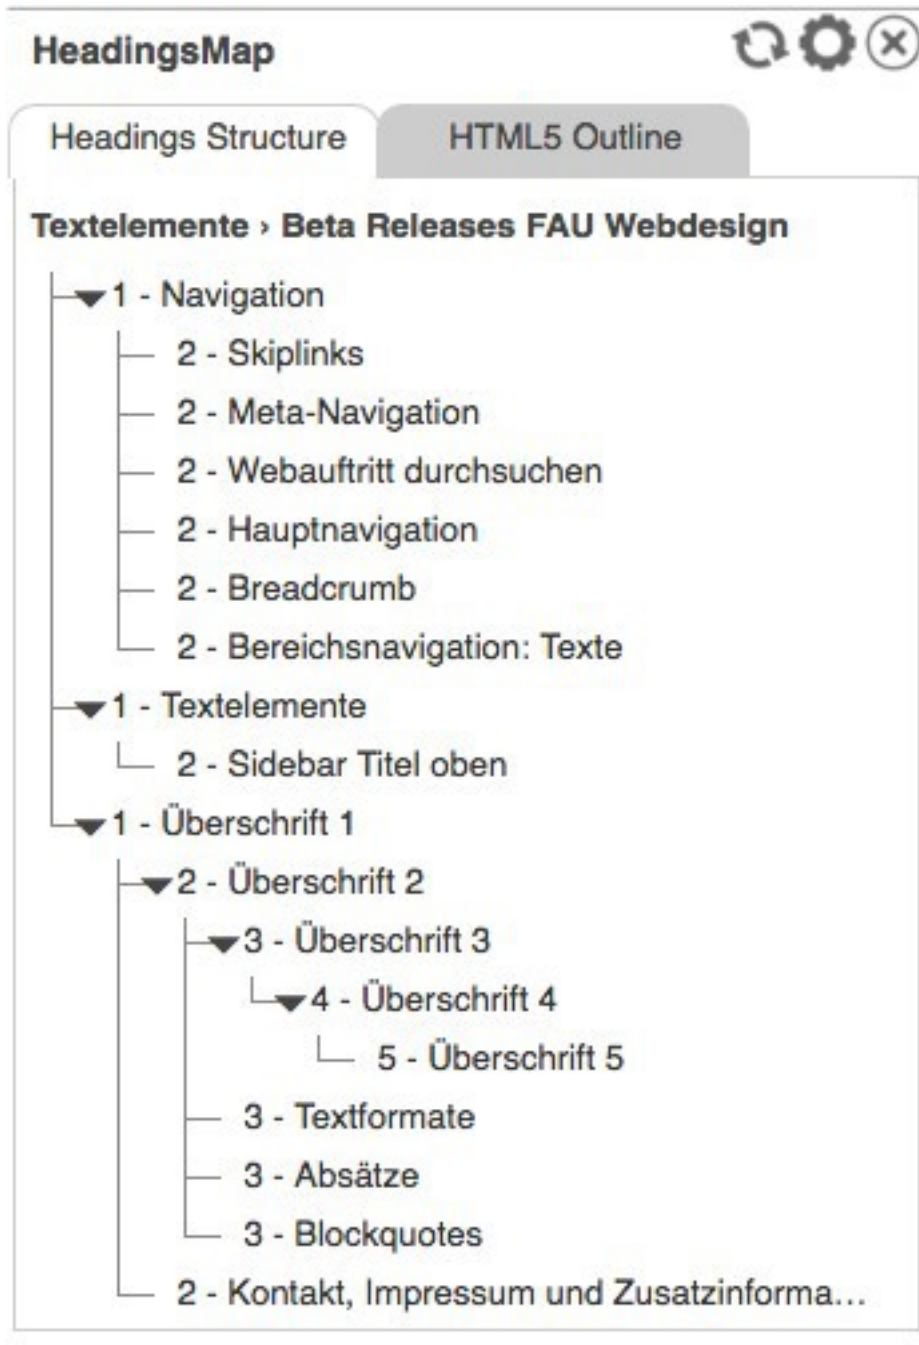 HeadingsMap
Headings Structure HTML5 Outline
Textelemente › Beta Releases FAU Webdesign
1 - Navigation
2 - Skiplinks
2 - Meta-Navigation
2 - Webauftritt durchsuchen
2 - Hauptnavigation
2 - Breadcrumb
2 - Bereichsnavigation: Texte
1 - Textelemente
2 - Sidebar Titel oben
1 - Überschrift 1
2 - Überschrift 2
3 - Überschrift 3
4 - Überschrift 4
5 - Überschrift 5
3 - Textformate
3 - Absätze
3 - Blockquotes
2 - Kontakt, Impressum und Zusatzinforma...